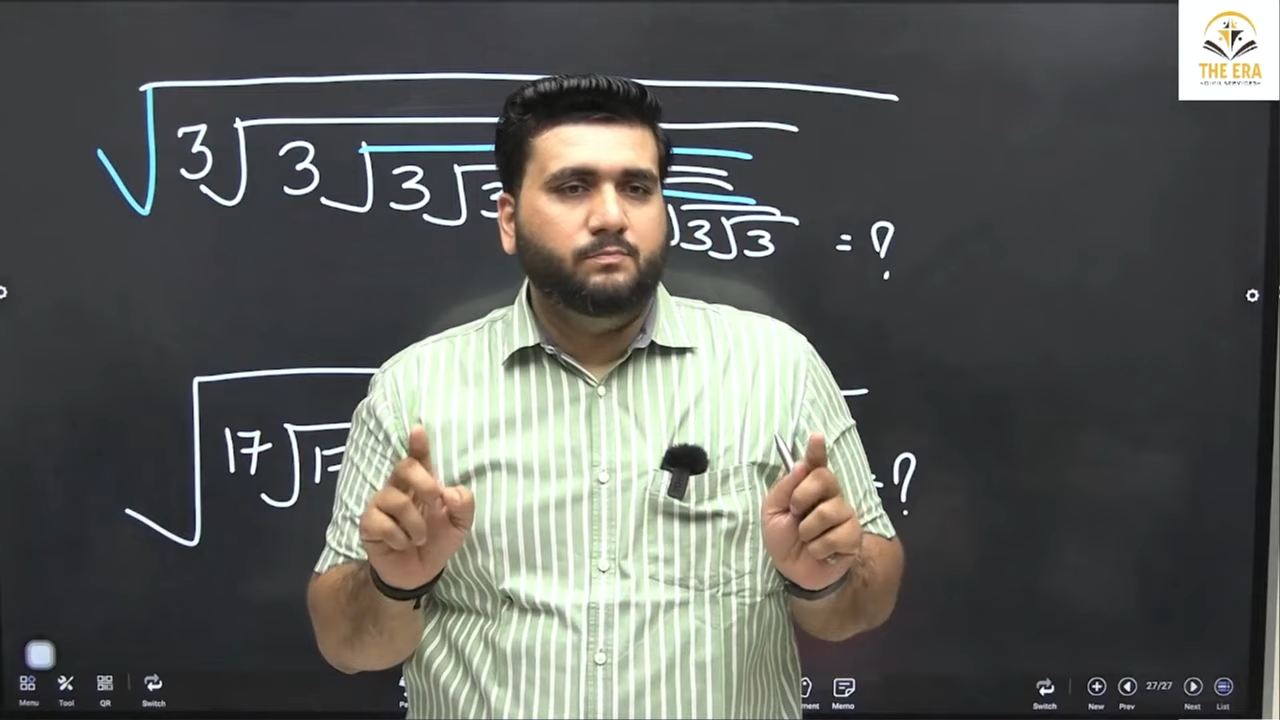 THE ERA
√3√3√3√3 √3√3 = ?
√17√17 = ?
Menu Tool QR Switch Memo Switch New Prev 27/27 Next List